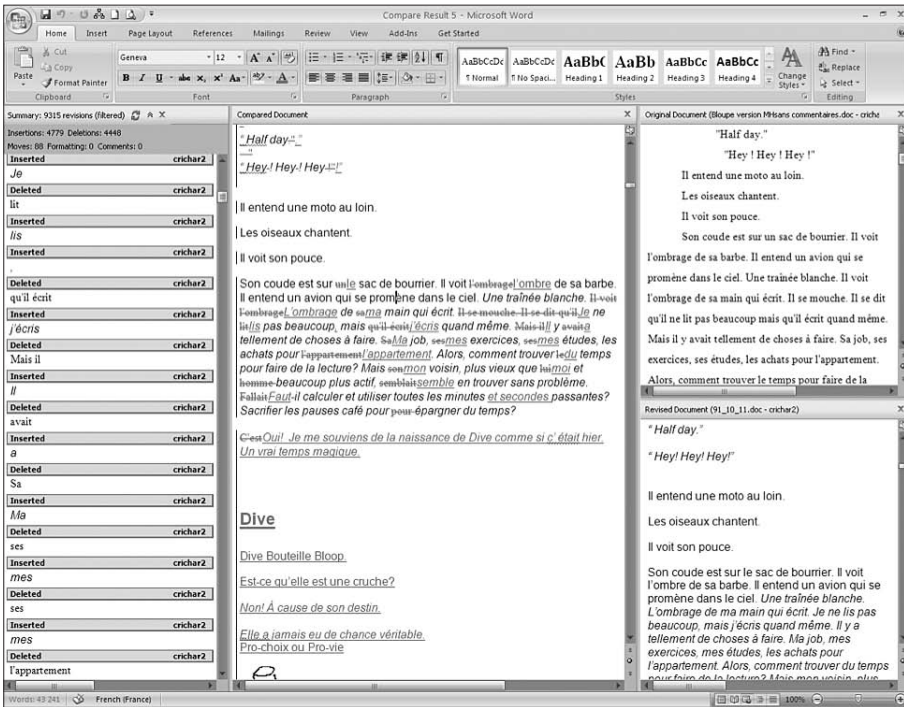 Compare Result 5 - Microsoft Word
Home Insert Page Layout References Mailings Review View Add-Ins Get Started
Paste
Cut
Copy
Format Painter
Clipboard
Geneva 12
Font
Paragraph
AaBbCcDc AaBbCcDc AaBb( AaBb AaBbCc AaBbCc
¶ Normal ¶ No Spaci... Heading 1 Heading 2 Heading 3 Heading 4
Change Styles
Styles
Find
Replace
Select
Editing
Summary: 9315 revisions (filtered)
Insertions: 4779 Deletions: 4448
Moves: 88 Formatting: 0 Comments: 0
Inserted crichar2
Je
Deleted crichar2
lit
Inserted crichar2
lis
Inserted crichar2
,
Deleted crichar2
qu'il écrit
Inserted crichar2
j'écris
Deleted crichar2
Mais il
Inserted crichar2
Il
Deleted crichar2
avait
Inserted crichar2
a
Deleted crichar2
Sa
Inserted crichar2
Ma
Deleted crichar2
ses
Inserted crichar2
mes
Deleted crichar2
ses
Inserted crichar2
mes
Deleted crichar2
l'appartement
Compared Document
“ Half day-“.”
“ Hey-! Hey-! Hey-!“!”
Il entend une moto au loin.
Les oiseaux chantent.
Il voit son pouce.
Son coude est sur unle sac de bourrier. Il voit l'ombragel'ombre de sa barbe.
Il entend un avion qui se promène dans le ciel. Une traînée blanche. Il voit
l'ombrageL'ombrage de sama main qui écrit. Il se mouche. Il se dit qu'ilJe ne
litlis pas beaucoup, mais qu'il écritj'écris quand même. Mais ilIl y avaita
tellement de choses à faire. SaMa job, sesmes exercices, sesmes études, les
achats pour l'appartementl'appartement. Alors, comment trouver ledu temps
pour faire de la lecture? Mais sonmon voisin, plus vieux que luimoi et
homme beaucoup plus actif, semblaitsemble en trouver sans problème.
FallaitFaut-il calculer et utiliser toutes les minutes et secondes passantes?
Sacrifier les pauses café pour épargner du temps?
C'estOui! Je me souviens de la naissance de Dive comme si c' était hier.
Un vrai temps magique.
Dive
Dive Bouteille Bloop.
Est-ce qu'elle est une cruche?
Non! À cause de son destin.
Elle a jamais eu de chance véritable.
Pro-choix ou Pro-vie
Original Document (Bloupe version MHsans commentaires.doc - cricha
"Half day."
"Hey ! Hey ! Hey !"
Il entend une moto au loin.
Les oiseaux chantent.
Il voit son pouce.
Son coude est sur un sac de bourrier. Il voit
l'ombrage de sa barbe. Il entend un avion qui se
promène dans le ciel. Une traînée blanche. Il voit
l'ombrage de sa main qui écrit. Il se mouche. Il se dit
qu'il ne lit pas beaucoup mais qu'il écrit quand même.
Mais il y avait tellement de choses à faire. Sa job, ses
exercices, ses études, les achats pour l'appartement.
Alors, comment trouver le temps pour faire de la
Revised Document (91_10_11.doc - crichar2)
“ Half day.”
“ Hey! Hey! Hey!”
Il entend une moto au loin.
Les oiseaux chantent.
Il voit son pouce.
Son coude est sur le sac de bourrier. Il voit
l'ombre de sa barbe. Il entend un avion qui se
promène dans le ciel. Une traînée blanche.
L'ombrage de ma main qui écrit. Je ne lis pas
beaucoup, mais j'écris quand même. Il y a
tellement de choses à faire. Ma job, mes
exercices, mes études, les achats pour
l'appartement. Alors, comment trouver du temps
pour faire de la lecture? Mais mon voisin, plus
Words: 43 241 French (France) 100%